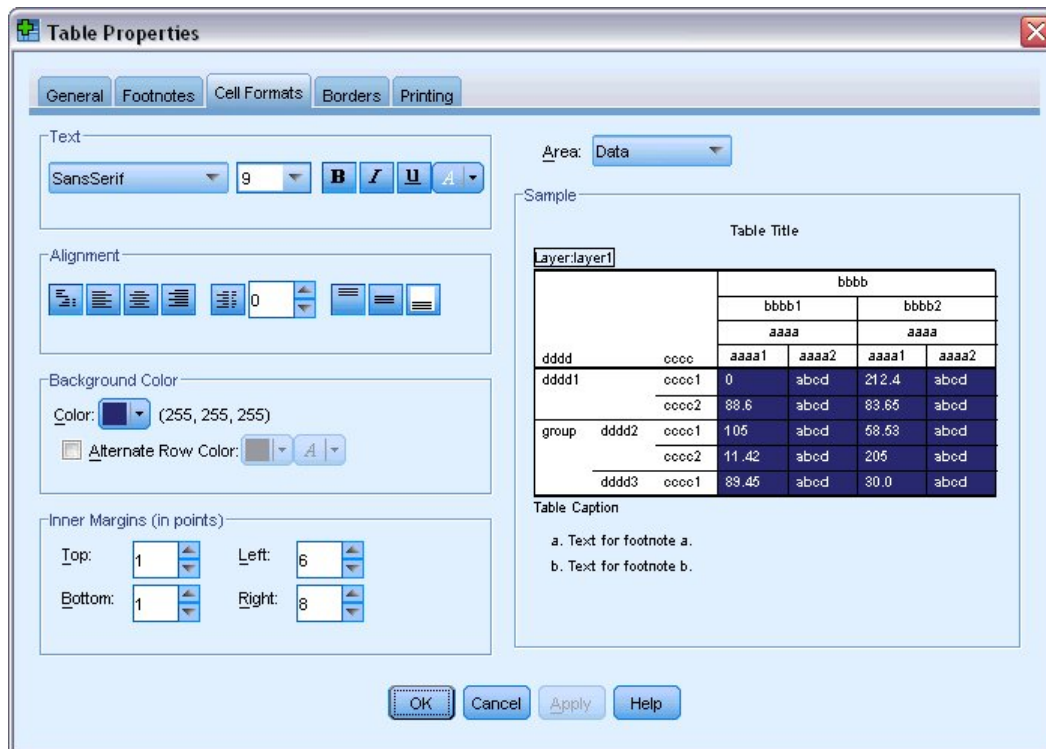 Table Properties
General Footnotes Cell Formats Borders Printing
Text
SansSerif 9 B I U A
Alignment
0
Background Color
Color: (255, 255, 255)
Alternate Row Color: A
Inner Margins (in points)
Top: 1 Left: 6
Bottom: 1 Right: 8
Area: Data
Sample
Table Title
Layer:layer1
bbbb
bbbb1 bbbb2
aaaa aaaa
dddd cccc aaaa1 aaaa2 aaaa1 aaaa2
dddd1 cccc1 0 abcd 212.4 abcd
cccc2 88.6 abcd 83.65 abcd
group dddd2 cccc1 105 abcd 58.53 abcd
cccc2 11.42 abcd 205 abcd
dddd3 cccc1 89.45 abcd 30.0 abcd
Table Caption
a. Text for footnote a.
b. Text for footnote b.
OK Cancel Apply Help